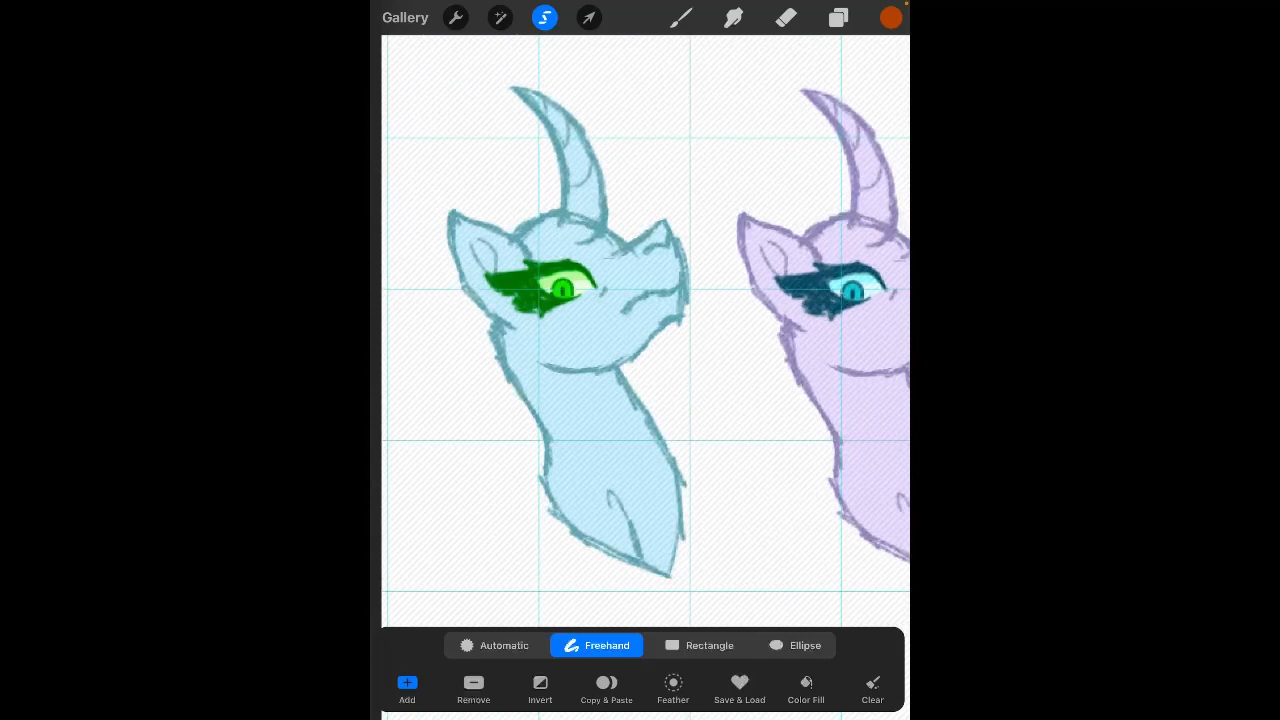 Gallery
Automatic Freehand Rectangle Ellipse
Add Remove Invert Copy & Paste Feather Save & Load Color Fill Clear